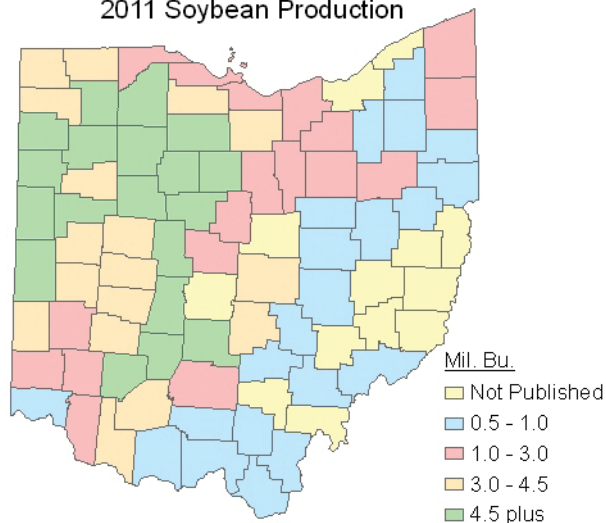 2011 Soybean Production
Mil. Bu.
Not Published
0.5 - 1.0
1.0 - 3.0
3.0 - 4.5
4.5 plus